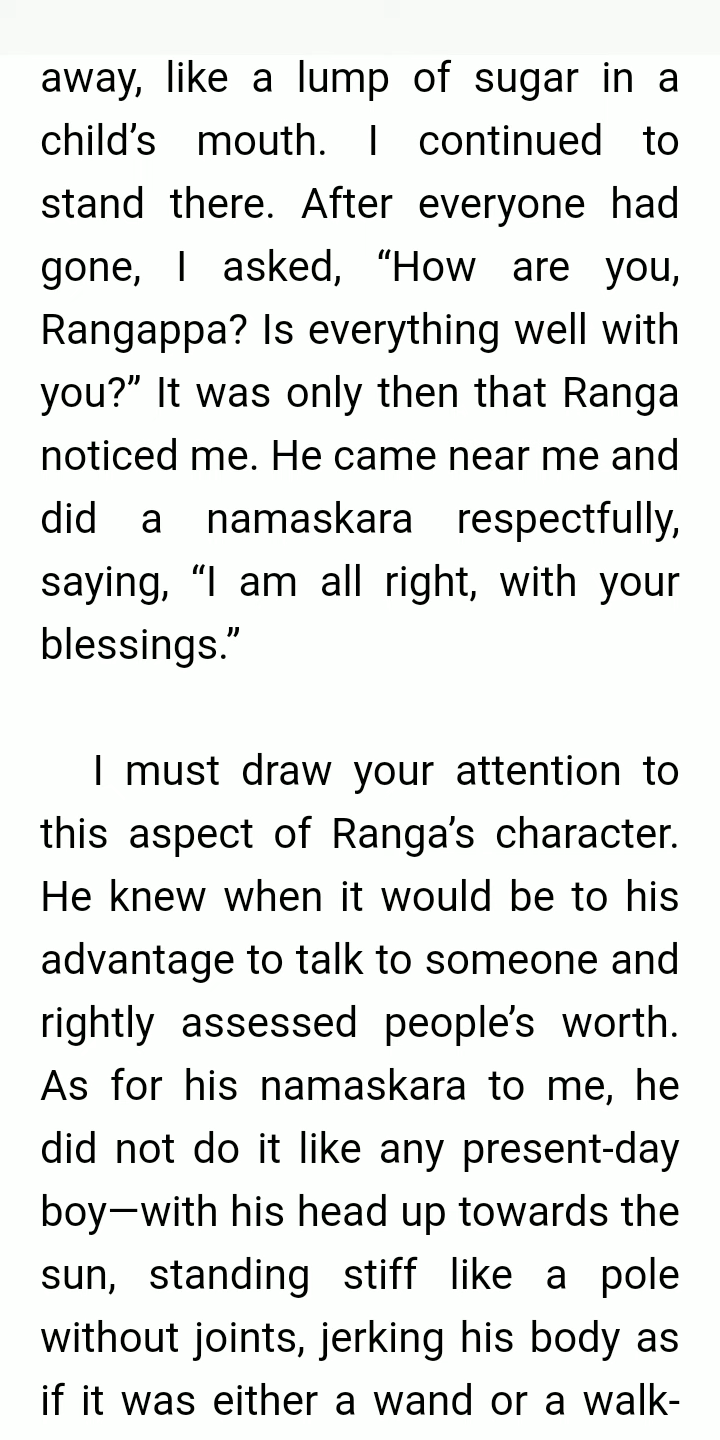 away, like a lump of sugar in a
child’s mouth. I continued to
stand there. After everyone had
gone, I asked, “How are you,
Rangappa? Is everything well with
you?” It was only then that Ranga
noticed me. He came near me and
did a namaskara respectfully,
saying, “I am all right, with your
blessings.”
I must draw your attention to
this aspect of Ranga’s character.
He knew when it would be to his
advantage to talk to someone and
rightly assessed people’s worth.
As for his namaskara to me, he
did not do it like any present-day
boy—with his head up towards the
sun, standing stiff like a pole
without joints, jerking his body as
if it was either a wand or a walk-